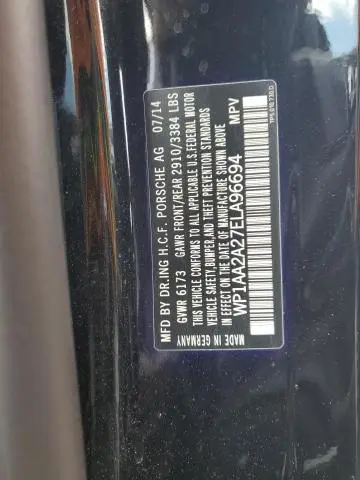 MFD BY DR.ING H.C.F. PORSCHE AG 07/14
GVWR 6173 GAWR FRONT/REAR 2910/3384 LBS
THIS VEHICLE CONFORMS TO ALL APPLICABLE U.S.FEDERAL MOTOR
VEHICLE SAFETY,BUMPER,AND THEFT PREVENTION STANDARDS
IN EFFECT ON THE DATE OF MANUFACTURE SHOWN ABOVE
WP1AA2A27ELA96694 MPV
MADE IN GERMANY